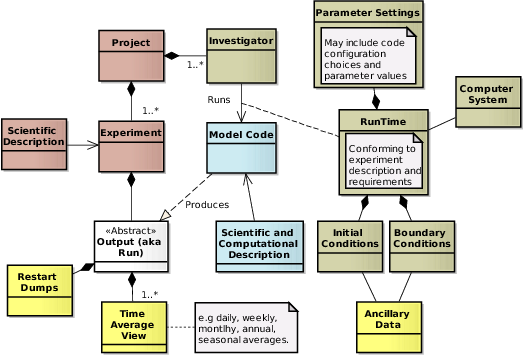 Parameter Settings
May include code
configuration
choices and
parameter values
Project
Investigator
1..*
Computer
System
Runs
1..*
RunTime
Scientific
Description
Experiment
Model Code
Conforming to
experiment
description and
requirements
Produces
«Abstract»
Output (aka
Run)
Scientific and
Computational
Description
Initial
Conditions
Boundary
Conditions
Restart
Dumps
1..*
Time
Average
View
e.g daily, weekly,
montlhy, annual,
seasonal averages.
Ancillary
Data